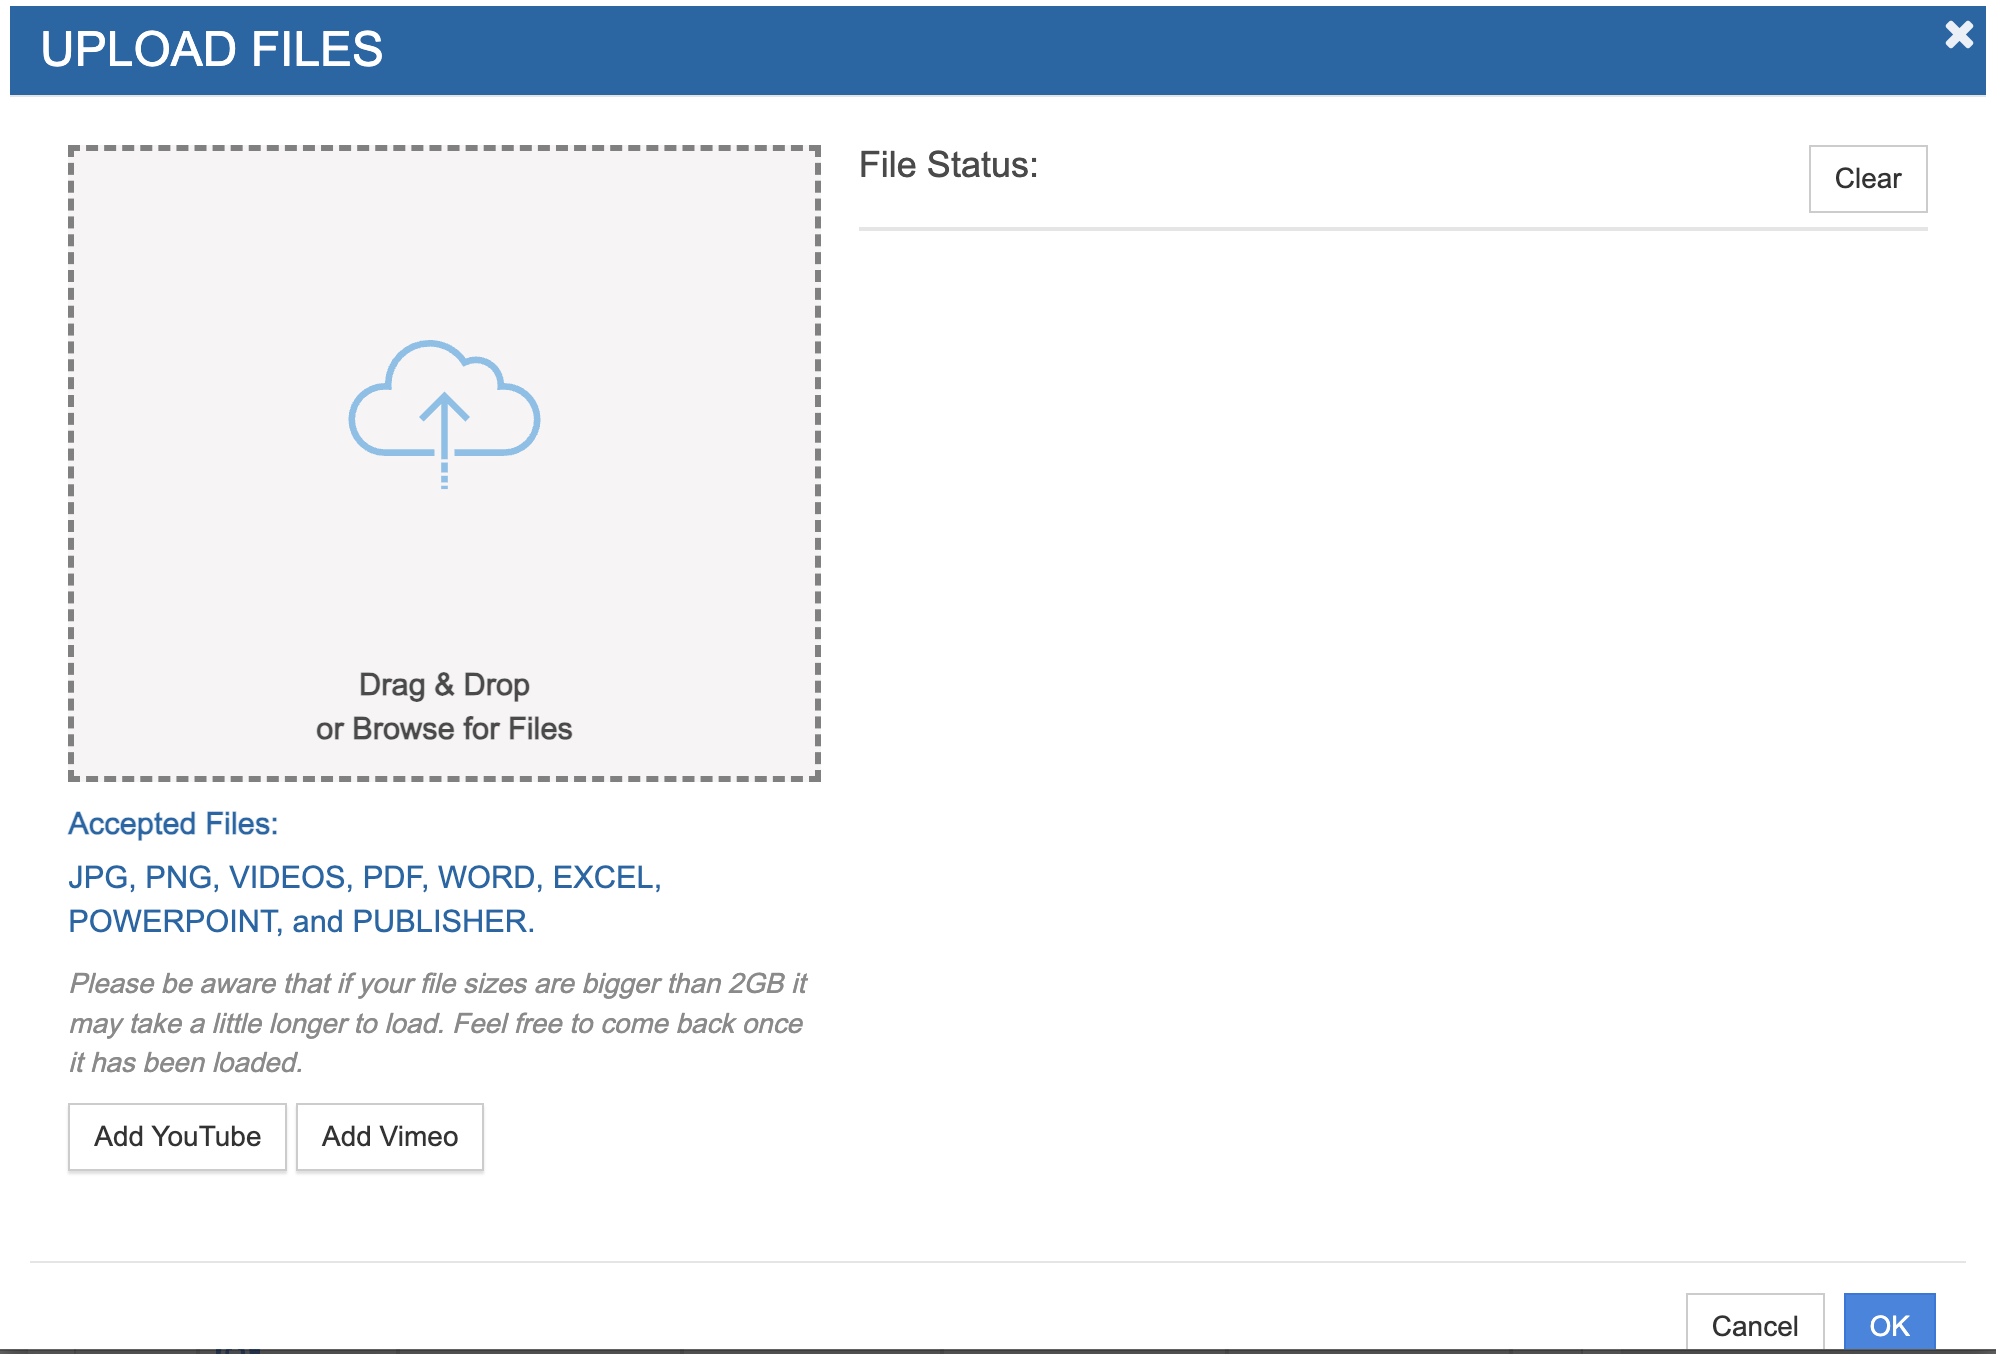 UPLOAD FILES
File Status:
Clear
Drag & Drop
or Browse for Files
Accepted Files:
JPG, PNG, VIDEOS, PDF, WORD, EXCEL,
POWERPOINT, and PUBLISHER.
Please be aware that if your file sizes are bigger than 2GB it
may take a little longer to load. Feel free to come back once
it has been loaded.
Add YouTube
Add Vimeo
Cancel
OK